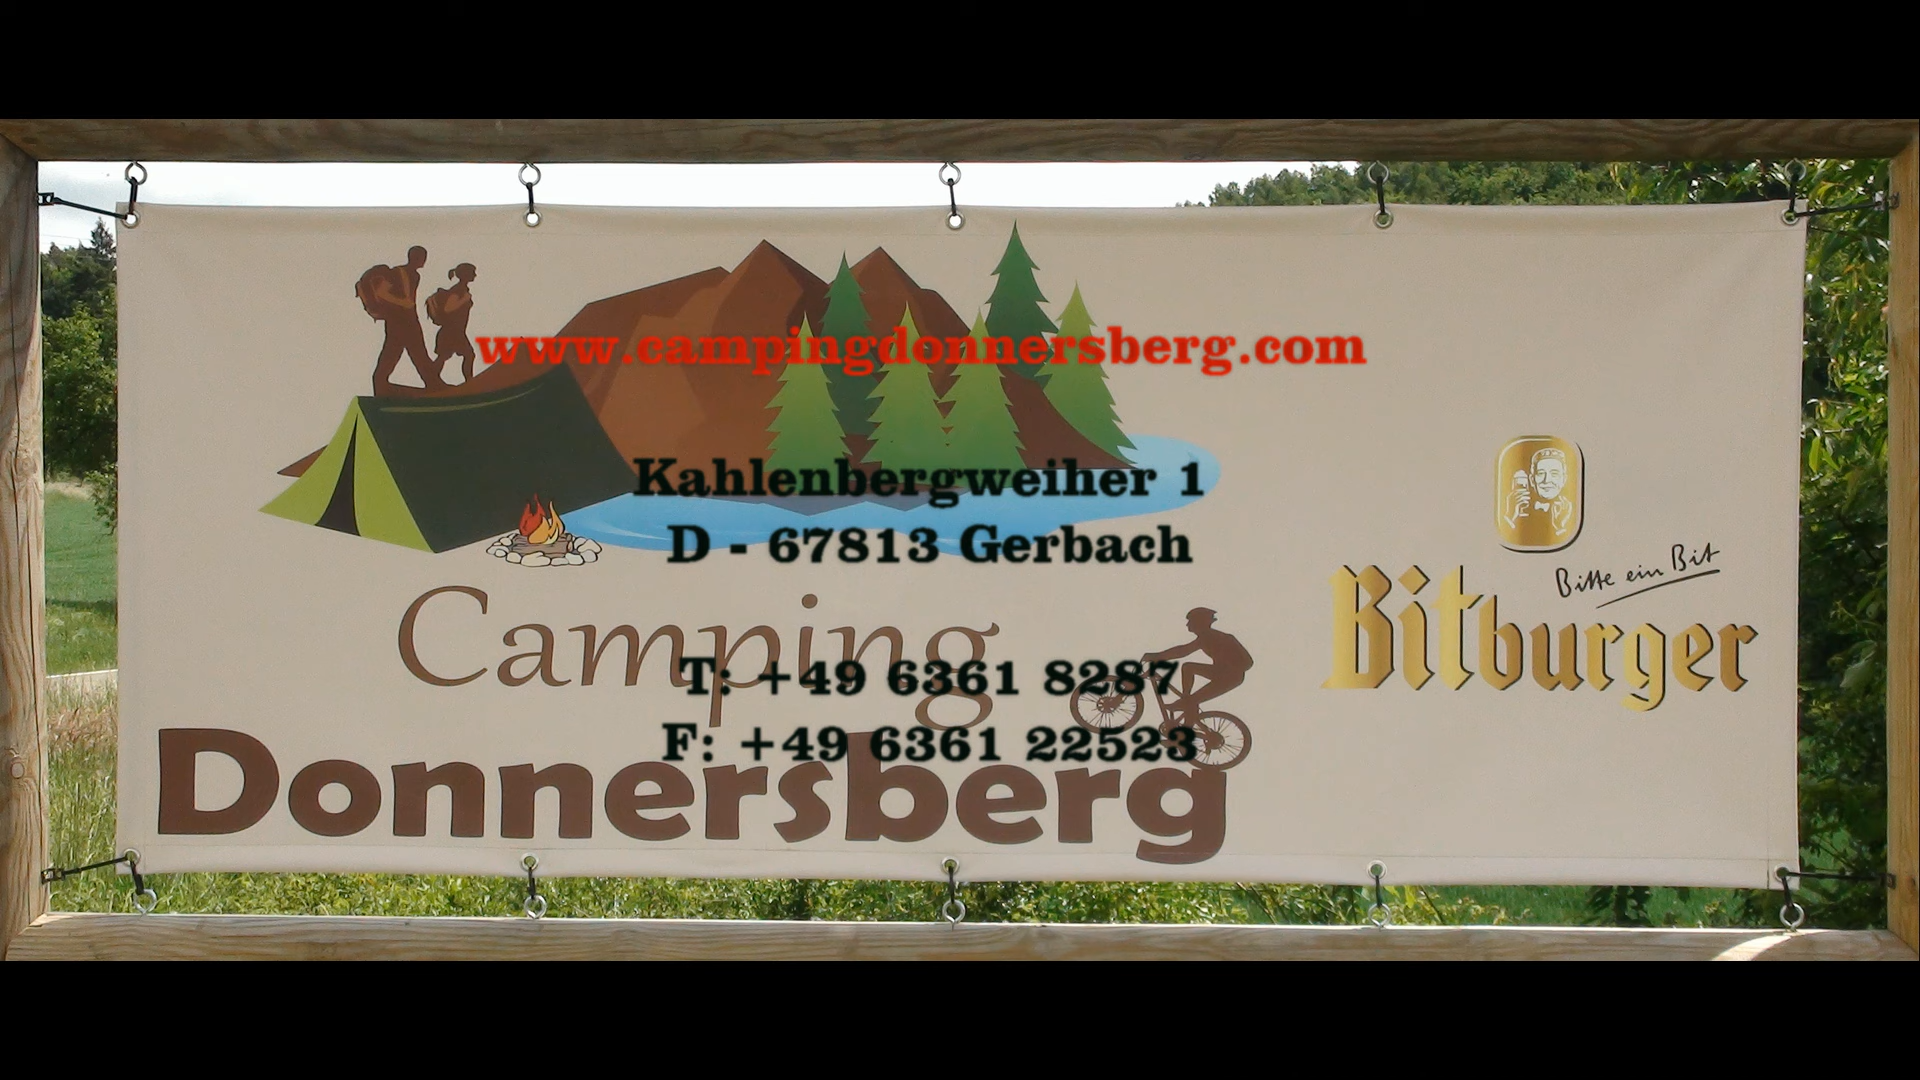 www.campingdonnersberg.com
Kahlenbergweiher 1
D - 67813 Gerbach
Camping
T: +49 6361 8287
F: +49 6361 22523
Donnersberg
Bitte ein Bit
Bitburger